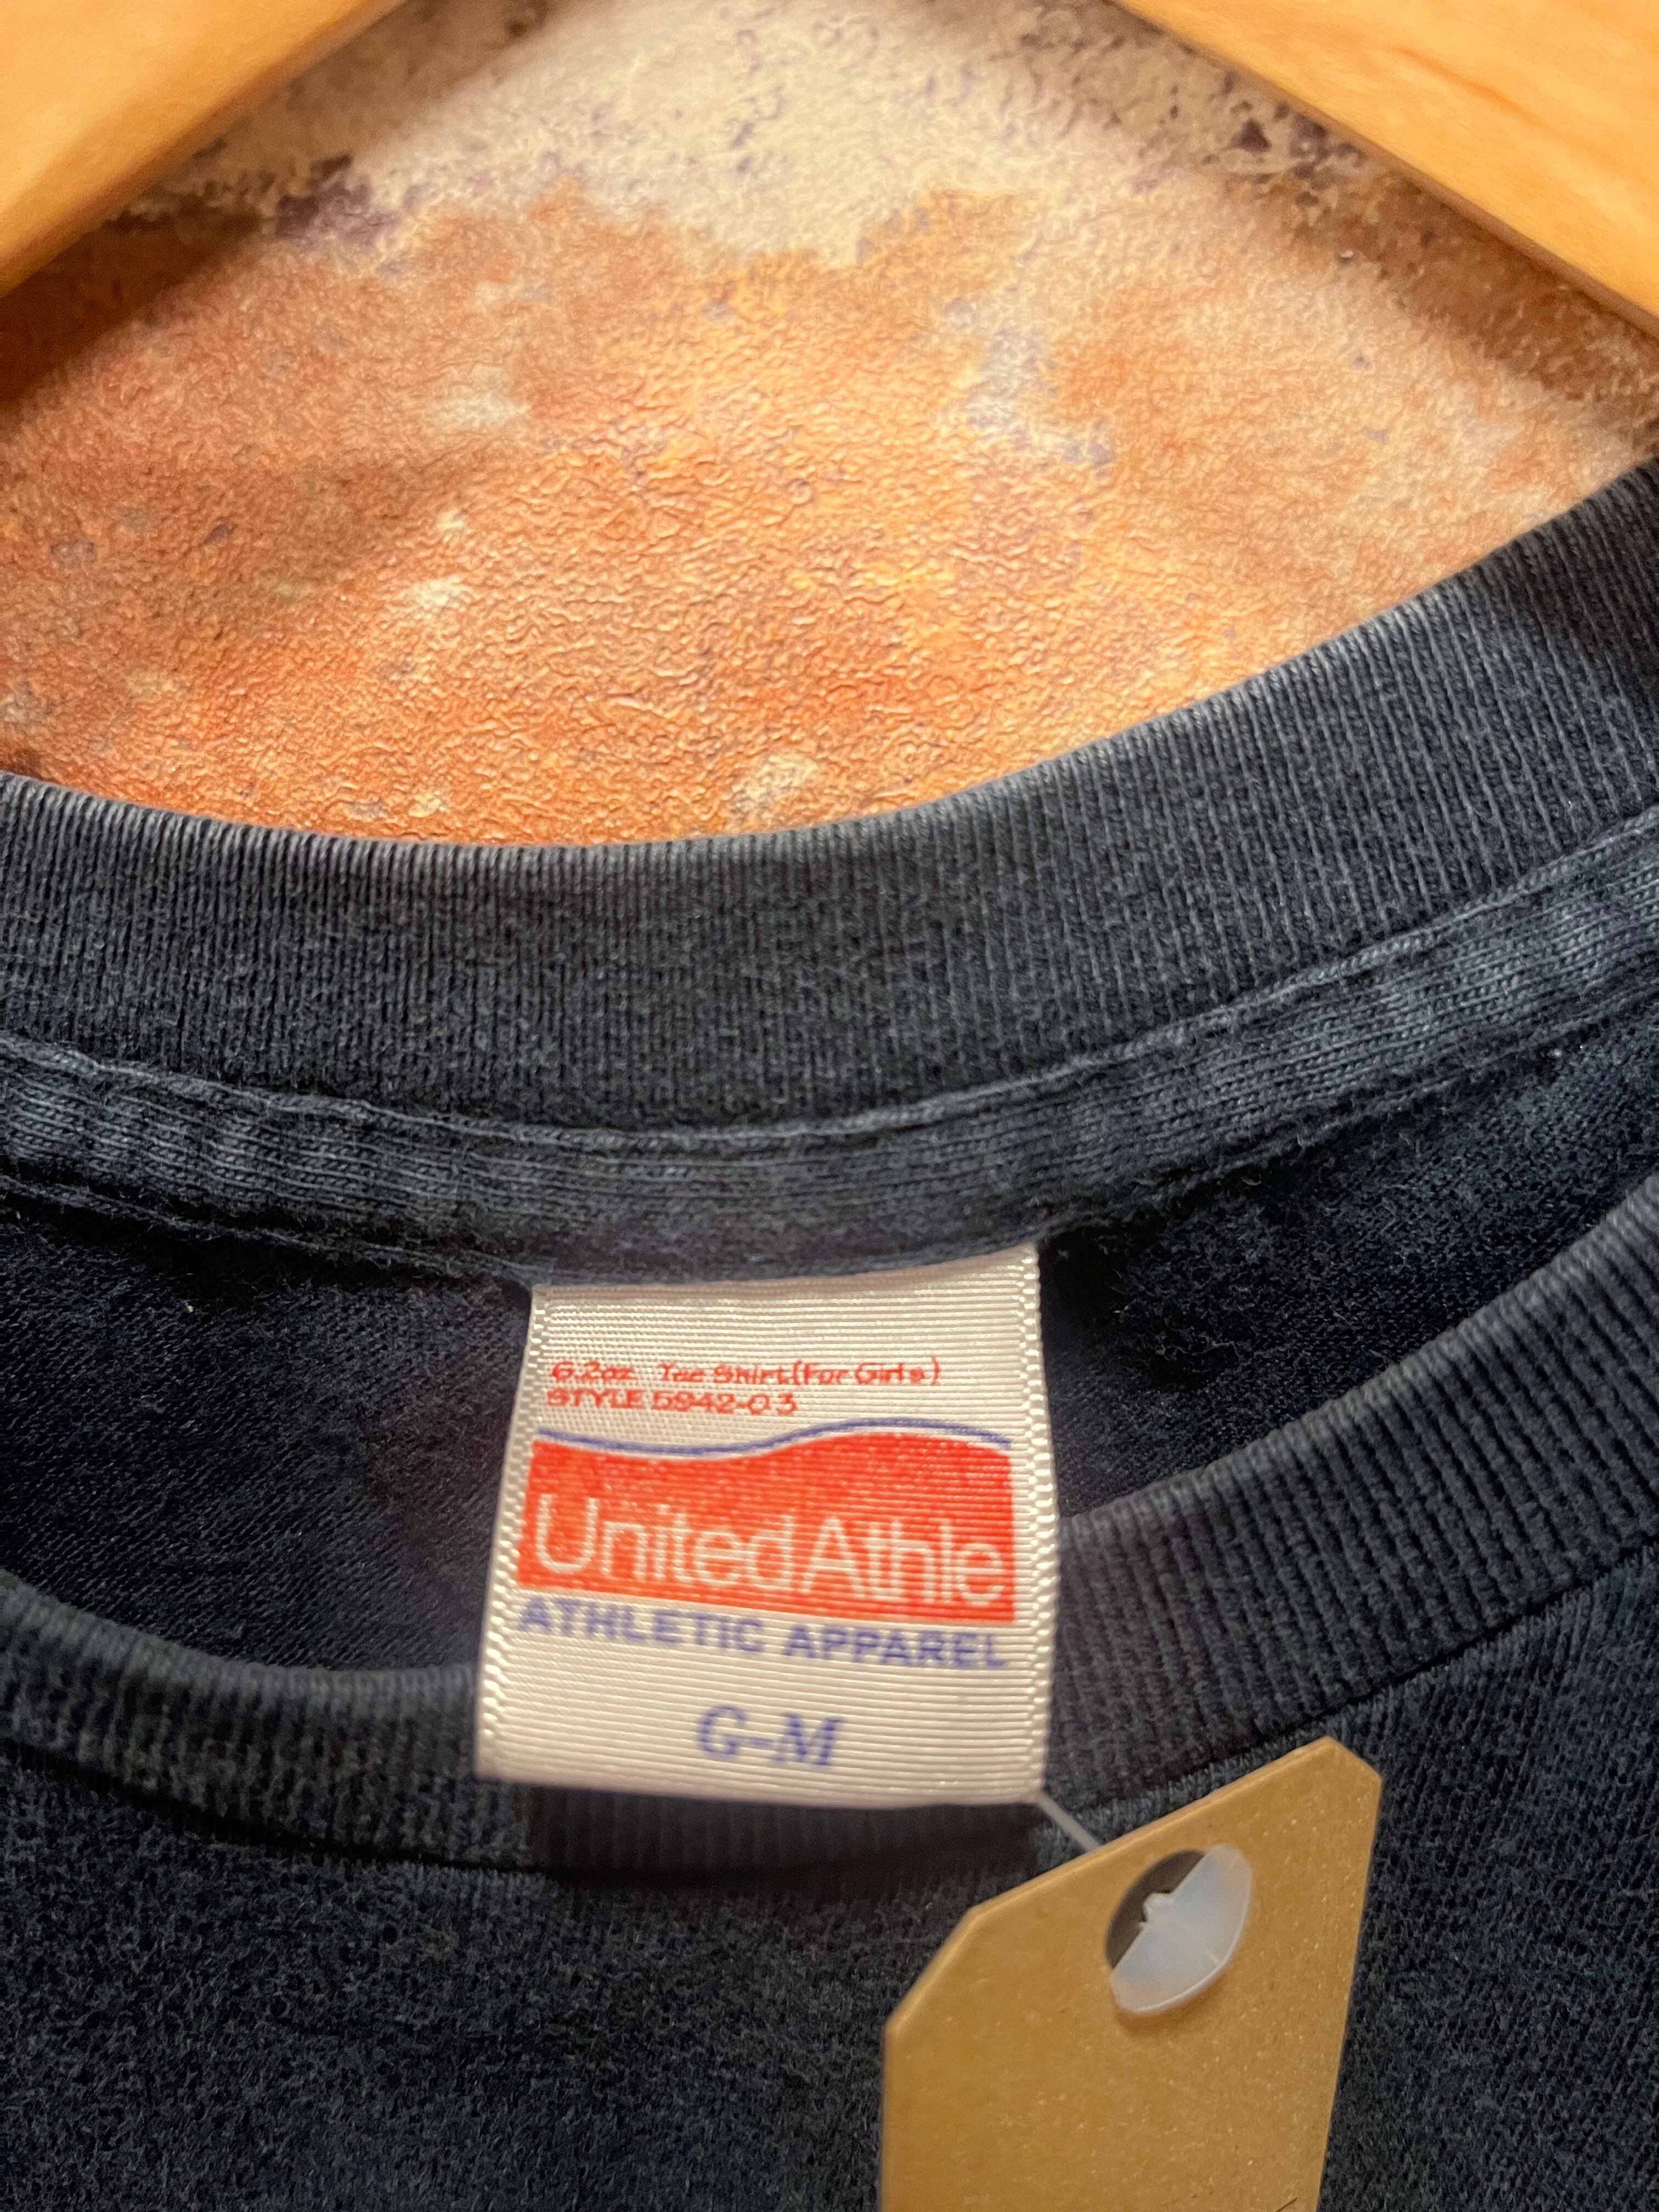 6.2oz Tee Shirt(For Girls)
STYLE 5942-03
UnitedAthle
ATHLETIC APPAREL
G-M